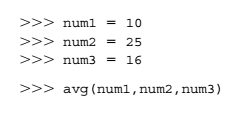 >>> num1 = 10
>>> num2 = 25
>>> num3 = 16
>>> avg(num1,num2,num3)